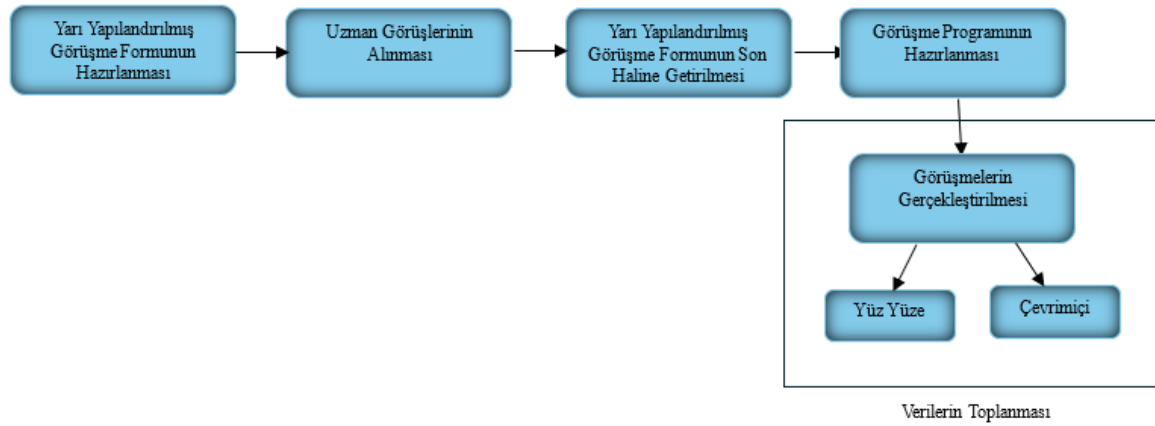 Yarı Yapılandırılmış
Görüşme Formunun
Hazırlanması
Uzman Görüşlerinin
Alınması
Yarı Yapılandırılmış
Görüşme Formunun Son
Haline Getirilmesi
Görüşme Programının
Hazırlanması
Görüşmelerin
Gerçekleştirilmesi
Yüz Yüze
Çevrimiçi
Verilerin Toplanması